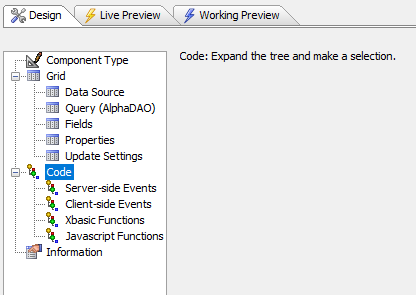 Design Live Preview Working Preview
Component Type
Grid
Data Source
Query (AlphaDAO)
Fields
Properties
Update Settings
Code
Server-side Events
Client-side Events
Xbasic Functions
Javascript Functions
Information
Code: Expand the tree and make a selection.